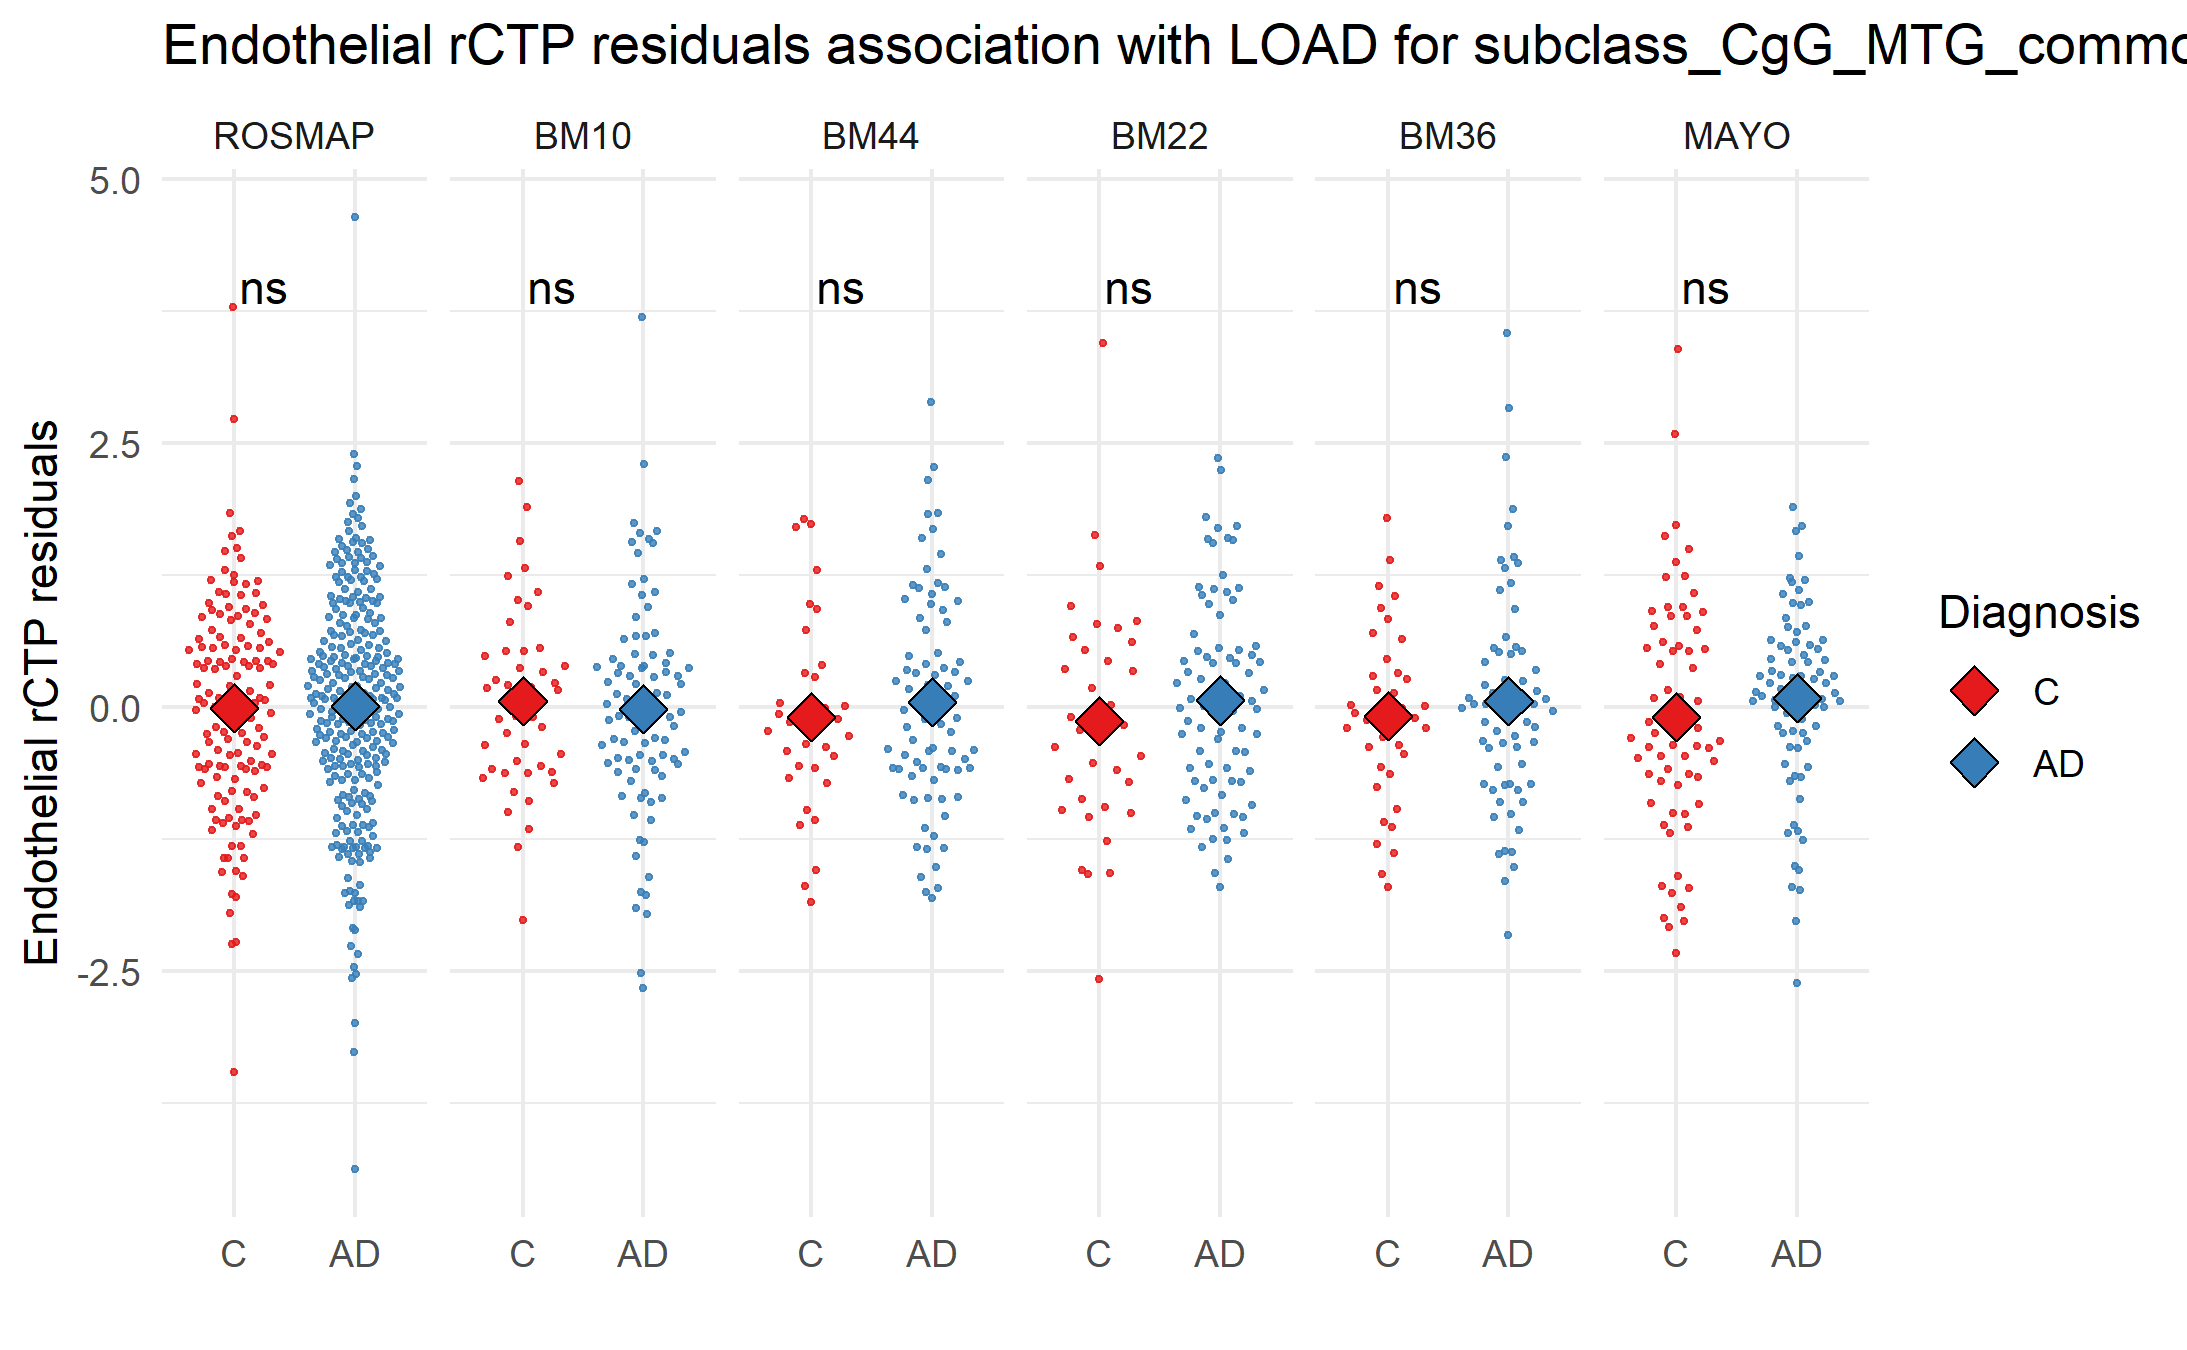 Endothelial rCTP residuals association with LOAD for subclass_CgG_MTG_commo
ROSMAP BM10 BM44 BM22 BM36 MAYO
5.0
ns ns ns ns ns ns
2.5
0.0
-2.5
Endothelial rCTP residuals
C AD C AD C AD C AD C AD C AD
Diagnosis
C
AD